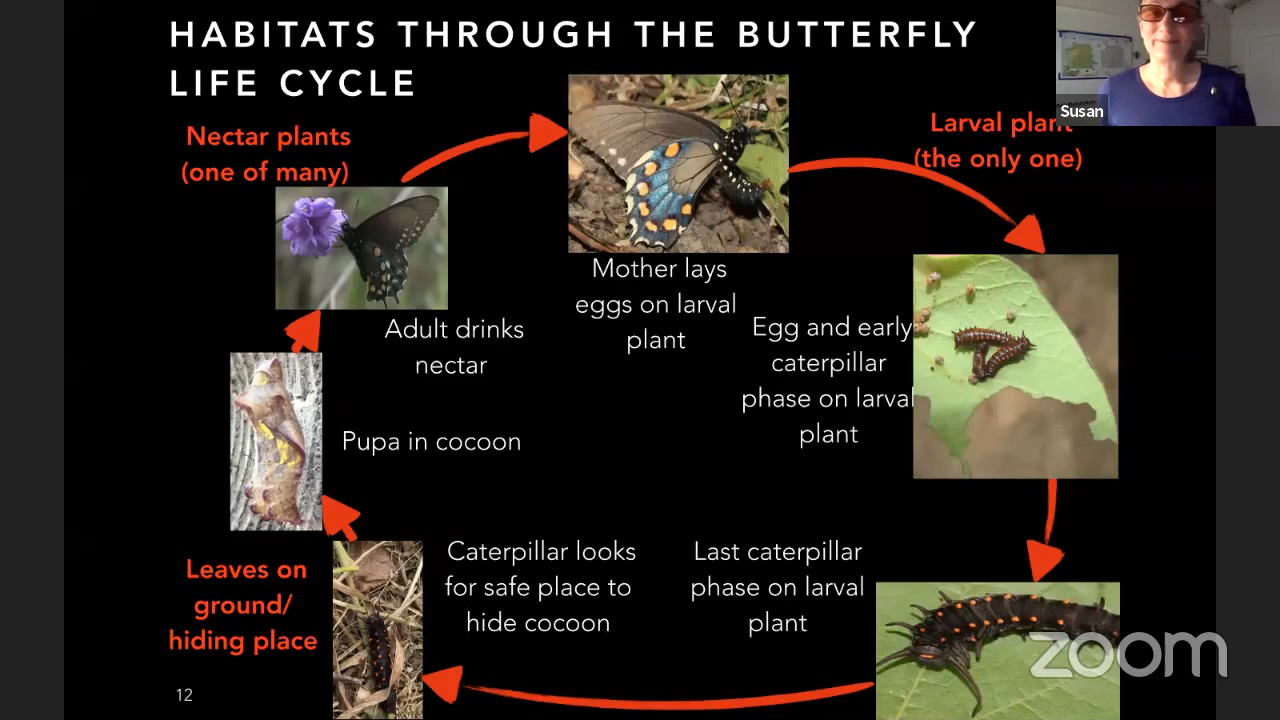 HABITATS THROUGH THE BUTTERFLY
LIFE CYCLE
Susan
Nectar plants
(one of many)
Larval plant
(the only one)
Mother lays
eggs on larval
plant
Adult drinks
nectar
Egg and early
caterpillar
phase on larval
plant
Pupa in cocoon
Caterpillar looks
for safe place to
hide cocoon
Last caterpillar
phase on larval
plant
Leaves on
ground/
hiding place
zoom
12